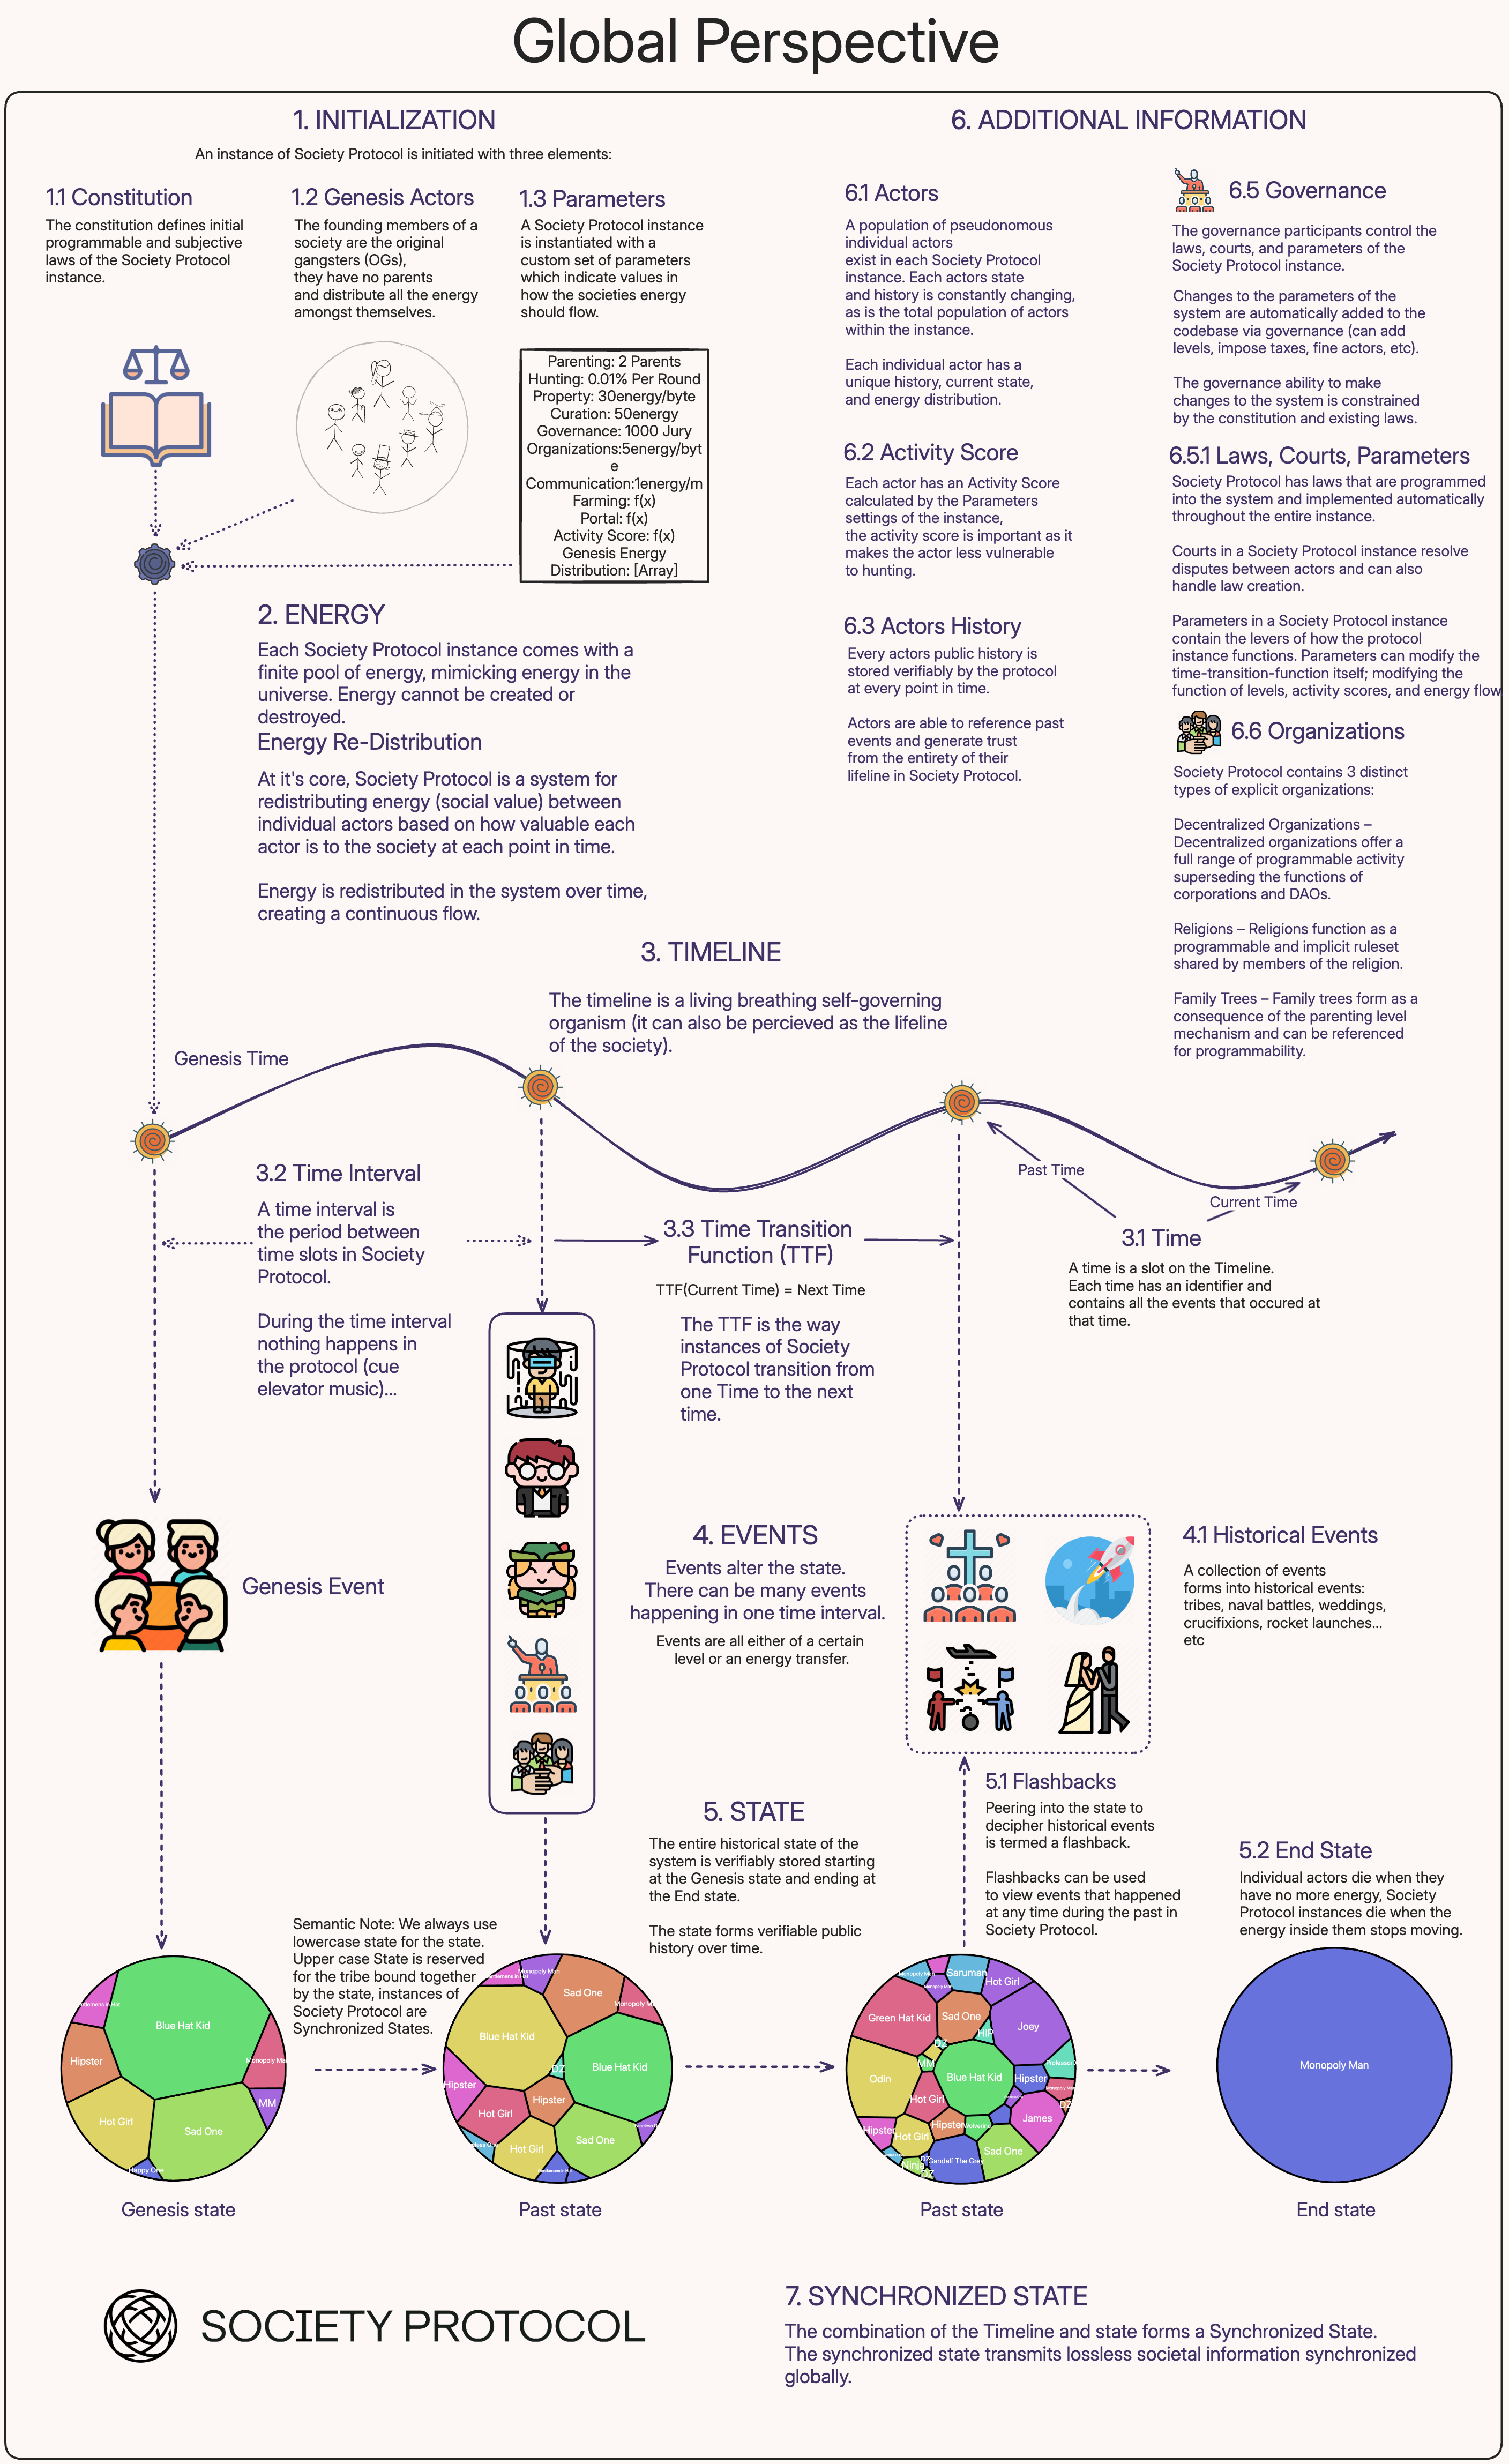 Global Perspective
1. INITIALIZATION
An instance of Society Protocol is initiated with three elements:
1.1 Constitution
The constitution defines initial
programmable and subjective
laws of the Society Protocol
instance.
1.2 Genesis Actors
The founding members of a
society are the original
gangsters (OGs),
they have no parents
and distribute all the energy
amongst themselves.
1.3 Parameters
A Society Protocol instance
is instantiated with a
custom set of parameters
which indicate values in
how the societies energy
should flow.
Parenting: 2 Parents
Hunting: 0.01% Per Round
Property: 30energy/byte
Curation: 50energy
Governance: 1000 Jury
Organizations:5energy/byt
e
Communication:1energy/m
Farming: f(x)
Portal: f(x)
Activity Score: f(x)
Genesis Energy
Distribution: [Array]
2. ENERGY
Each Society Protocol instance comes with a
finite pool of energy, mimicking energy in the
universe. Energy cannot be created or
destroyed.
Energy Re-Distribution
At it's core, Society Protocol is a system for
redistributing energy (social value) between
individual actors based on how valuable each
actor is to the society at each point in time.
Energy is redistributed in the system over time,
creating a continuous flow.
6. ADDITIONAL INFORMATION
6.1 Actors
A population of pseudonomous
individual actors
exist in each Society Protocol
instance. Each actors state
and history is constantly changing,
as is the total population of actors
within the instance.
Each individual actor has a
unique history, current state,
and energy distribution.
6.2 Activity Score
Each actor has an Activity Score
calculated by the Parameters
settings of the instance,
the activity score is important as it
makes the actor less vulnerable
to hunting.
6.3 Actors History
Every actors public history is
stored verifiably by the protocol
at every point in time.
Actors are able to reference past
events and generate trust
from the entirety of their
lifeline in Society Protocol.
6.5 Governance
The governance participants control the
laws, courts, and parameters of the
Society Protocol instance.
Changes to the parameters of the
system are automatically added to the
codebase via governance (can add
levels, impose taxes, fine actors, etc).
The governance ability to make
changes to the system is constrained
by the constitution and existing laws.
6.5.1 Laws, Courts, Parameters
Society Protocol has laws that are programmed
into the system and implemented automatically
throughout the entire instance.
Courts in a Society Protocol instance resolve
disputes between actors and can also
handle law creation.
Parameters in a Society Protocol instance
contain the levers of how the protocol
instance functions. Parameters can modify the
time-transition-function itself; modifying the
function of levels, activity scores, and energy flow
6.6 Organizations
Society Protocol contains 3 distinct
types of explicit organizations:
Decentralized Organizations –
Decentralized organizations offer a
full range of programmable activity
superseding the functions of
corporations and DAOs.
Religions – Religions function as a
programmable and implicit ruleset
shared by members of the religion.
Family Trees – Family trees form as a
consequence of the parenting level
mechanism and can be referenced
for programmability.
3. TIMELINE
The timeline is a living breathing self-governing
organism (it can also be percieved as the lifeline
of the society).
Genesis Time
Past Time
Current Time
3.1 Time
A time is a slot on the Timeline.
Each time has an identifier and
contains all the events that occured at
that time.
3.2 Time Interval
A time interval is
the period between
time slots in Society
Protocol.
During the time interval
nothing happens in
the protocol (cue
elevator music)...
3.3 Time Transition
Function (TTF)
TTF(Current Time) = Next Time
The TTF is the way
instances of Society
Protocol transition from
one Time to the next
time.
Genesis Event
4. EVENTS
Events alter the state.
There can be many events
happening in one time interval.
Events are all either of a certain
level or an energy transfer.
4.1 Historical Events
A collection of events
forms into historical events:
tribes, naval battles, weddings,
crucifixions, rocket launches...
etc
5. STATE
The entire historical state of the
system is verifiably stored starting
at the Genesis state and ending at
the End state.
The state forms verifiable public
history over time.
5.1 Flashbacks
Peering into the state to
decipher historical events
is termed a flashback.
Flashbacks can be used
to view events that happened
at any time during the past in
Society Protocol.
5.2 End State
Individual actors die when they
have no more energy, Society
Protocol instances die when the
energy inside them stops moving.
Semantic Note: We always use
lowercase state for the state.
Upper case State is reserved
for the tribe bound together
by the state, instances of
Society Protocol are
Synchronized States.
Blue Hat Kid
Hipster
Monopoly Man
MM
Hot Girl
Sad One
Happy One
Genesis state
Monopoly Man
Sad One
Blue Hat Kid
DZ
Blue Hat Kid
Hipster
Hipster
Hot Girl
Sad One
Hot Girl
Past state
Saruman
Hot Girl
Green Hat Kid
Sad One
Joey
HIP
DZ
MM
Odin
Blue Hat Kid
Hipster
Hot Girl
DZ
James
Hipster
Hipster
Hot Girl
Sad One
Ninja
Gandalf The Grey
DZ
Past state
Monopoly Man
End state
SOCIETY PROTOCOL
7. SYNCHRONIZED STATE
The combination of the Timeline and state forms a Synchronized State.
The synchronized state transmits lossless societal information synchronized
globally.